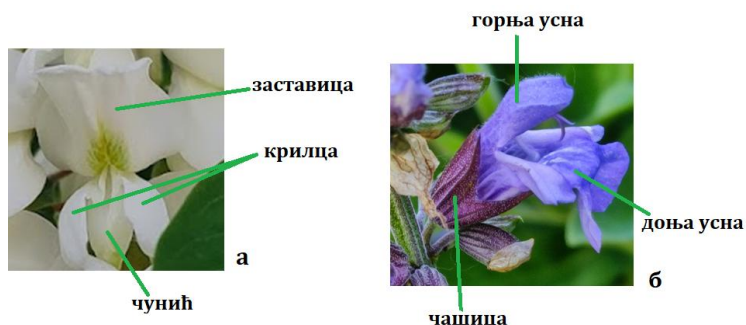 горња усна
заставица
крилца
доња усна
а
б
чунић
чашица